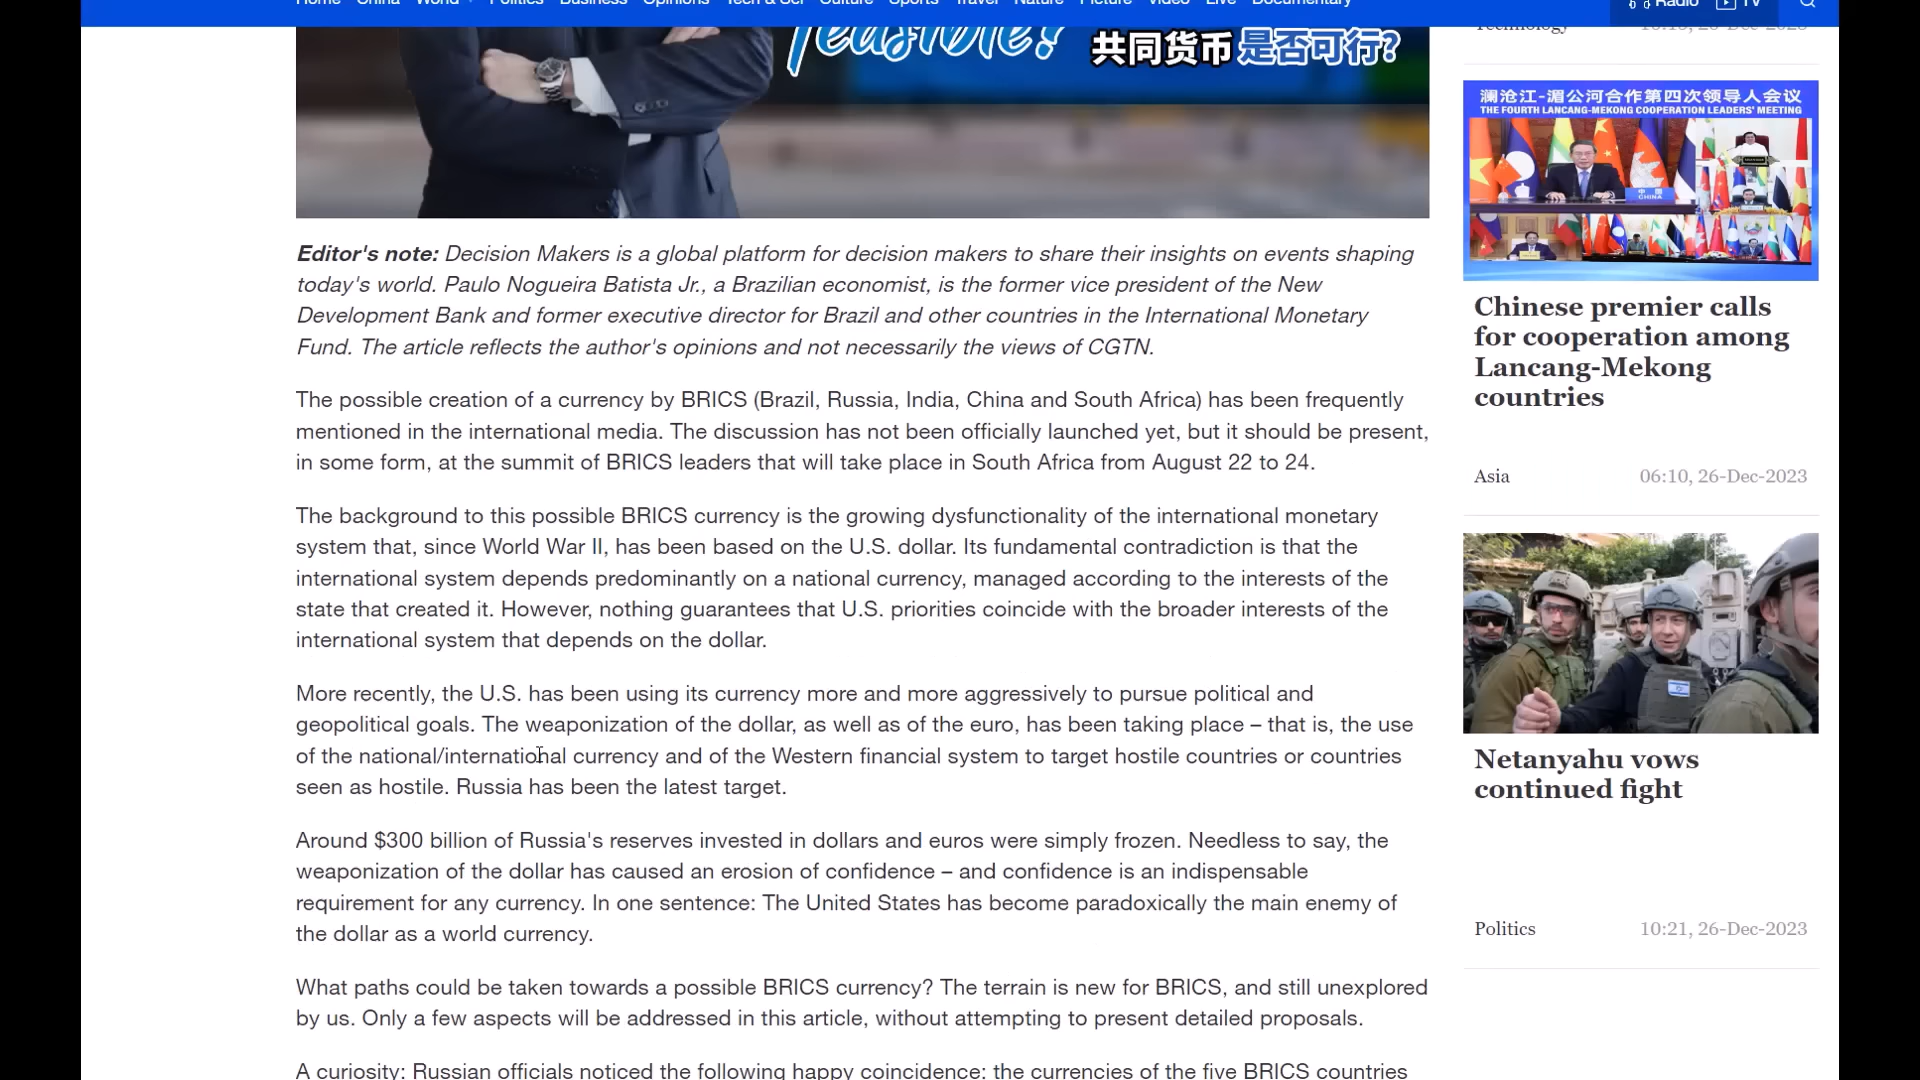 Home China World Politics Business Opinions Tech & Sci Culture Sports Travel Nature Picture Video Live Documentary
Radio TV
feasible?
共同货币 是否可行?
Editor's note: Decision Makers is a global platform for decision makers to share their insights on events shaping
today's world. Paulo Nogueira Batista Jr., a Brazilian economist, is the former vice president of the New
Development Bank and former executive director for Brazil and other countries in the International Monetary
Fund. The article reflects the author's opinions and not necessarily the views of CGTN.
The possible creation of a currency by BRICS (Brazil, Russia, India, China and South Africa) has been frequently
mentioned in the international media. The discussion has not been officially launched yet, but it should be present,
in some form, at the summit of BRICS leaders that will take place in South Africa from August 22 to 24.
The background to this possible BRICS currency is the growing dysfunctionality of the international monetary
system that, since World War II, has been based on the U.S. dollar. Its fundamental contradiction is that the
international system depends predominantly on a national currency, managed according to the interests of the
state that created it. However, nothing guarantees that U.S. priorities coincide with the broader interests of the
international system that depends on the dollar.
More recently, the U.S. has been using its currency more and more aggressively to pursue political and
geopolitical goals. The weaponization of the dollar, as well as of the euro, has been taking place – that is, the use
of the national/international currency and of the Western financial system to target hostile countries or countries
seen as hostile. Russia has been the latest target.
Around $300 billion of Russia's reserves invested in dollars and euros were simply frozen. Needless to say, the
weaponization of the dollar has caused an erosion of confidence – and confidence is an indispensable
requirement for any currency. In one sentence: The United States has become paradoxically the main enemy of
the dollar as a world currency.
What paths could be taken towards a possible BRICS currency? The terrain is new for BRICS, and still unexplored
by us. Only a few aspects will be addressed in this article, without attempting to present detailed proposals.
A curiosity: Russian officials noticed the following happy coincidence: the currencies of the five BRICS countries
Technology
澜沧江-湄公河合作第四次领导人会议
THE FOURTH LANCANG-MEKONG COOPERATION LEADERS' MEETING
中国
CHINA
Chinese premier calls
for cooperation among
Lancang-Mekong
countries
Asia 06:10, 26-Dec-2023
Netanyahu vows
continued fight
Politics 10:21, 26-Dec-2023